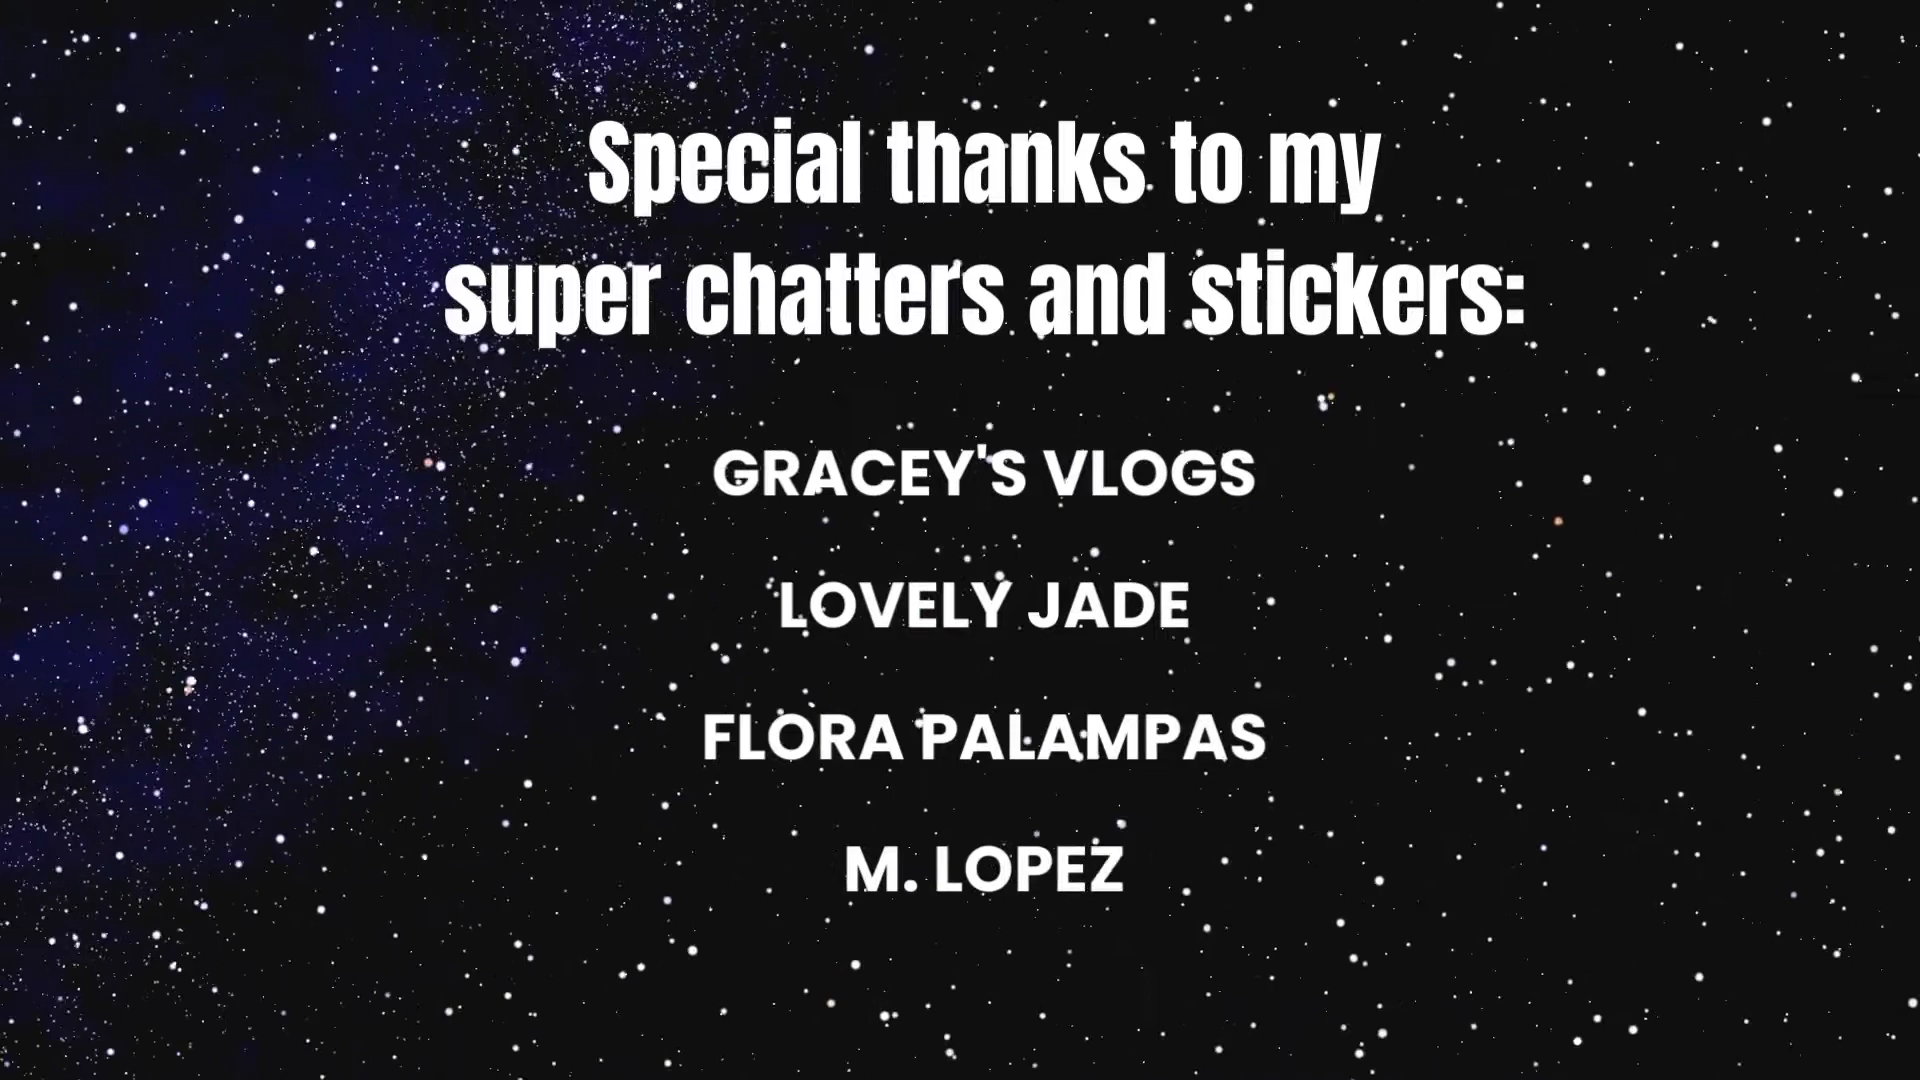 Special thanks to my
super chatters and stickers:
GRACEY'S VLOGS
LOVELY JADE
FLORA PALAMPAS
M. LOPEZ